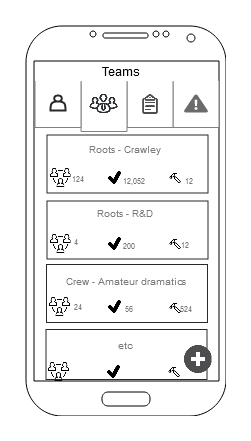 Teams
Roots - Crawley
124 12,052 12
Roots - R&D
4 200 12
Crew - Amateur dramatics
24 56 524
etc